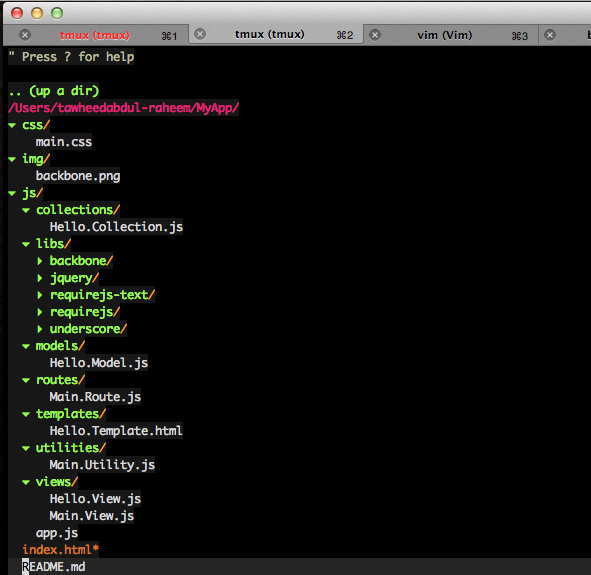 tmux (tmux) ⌘1 tmux (tmux) ⌘2 vim (Vim) ⌘3
" Press ? for help
.. (up a dir)
/Users/tawheedabdul-raheem/MyApp/
▾ css/
main.css
▾ img/
backbone.png
▾ js/
▾ collections/
Hello.Collection.js
▾ libs/
▸ backbone/
▸ jquery/
▸ requirejs-text/
▸ requirejs/
▸ underscore/
▾ models/
Hello.Model.js
▾ routes/
Main.Route.js
▾ templates/
Hello.Template.html
▾ utilities/
Main.Utility.js
▾ views/
Hello.View.js
Main.View.js
app.js
index.html*
README.md